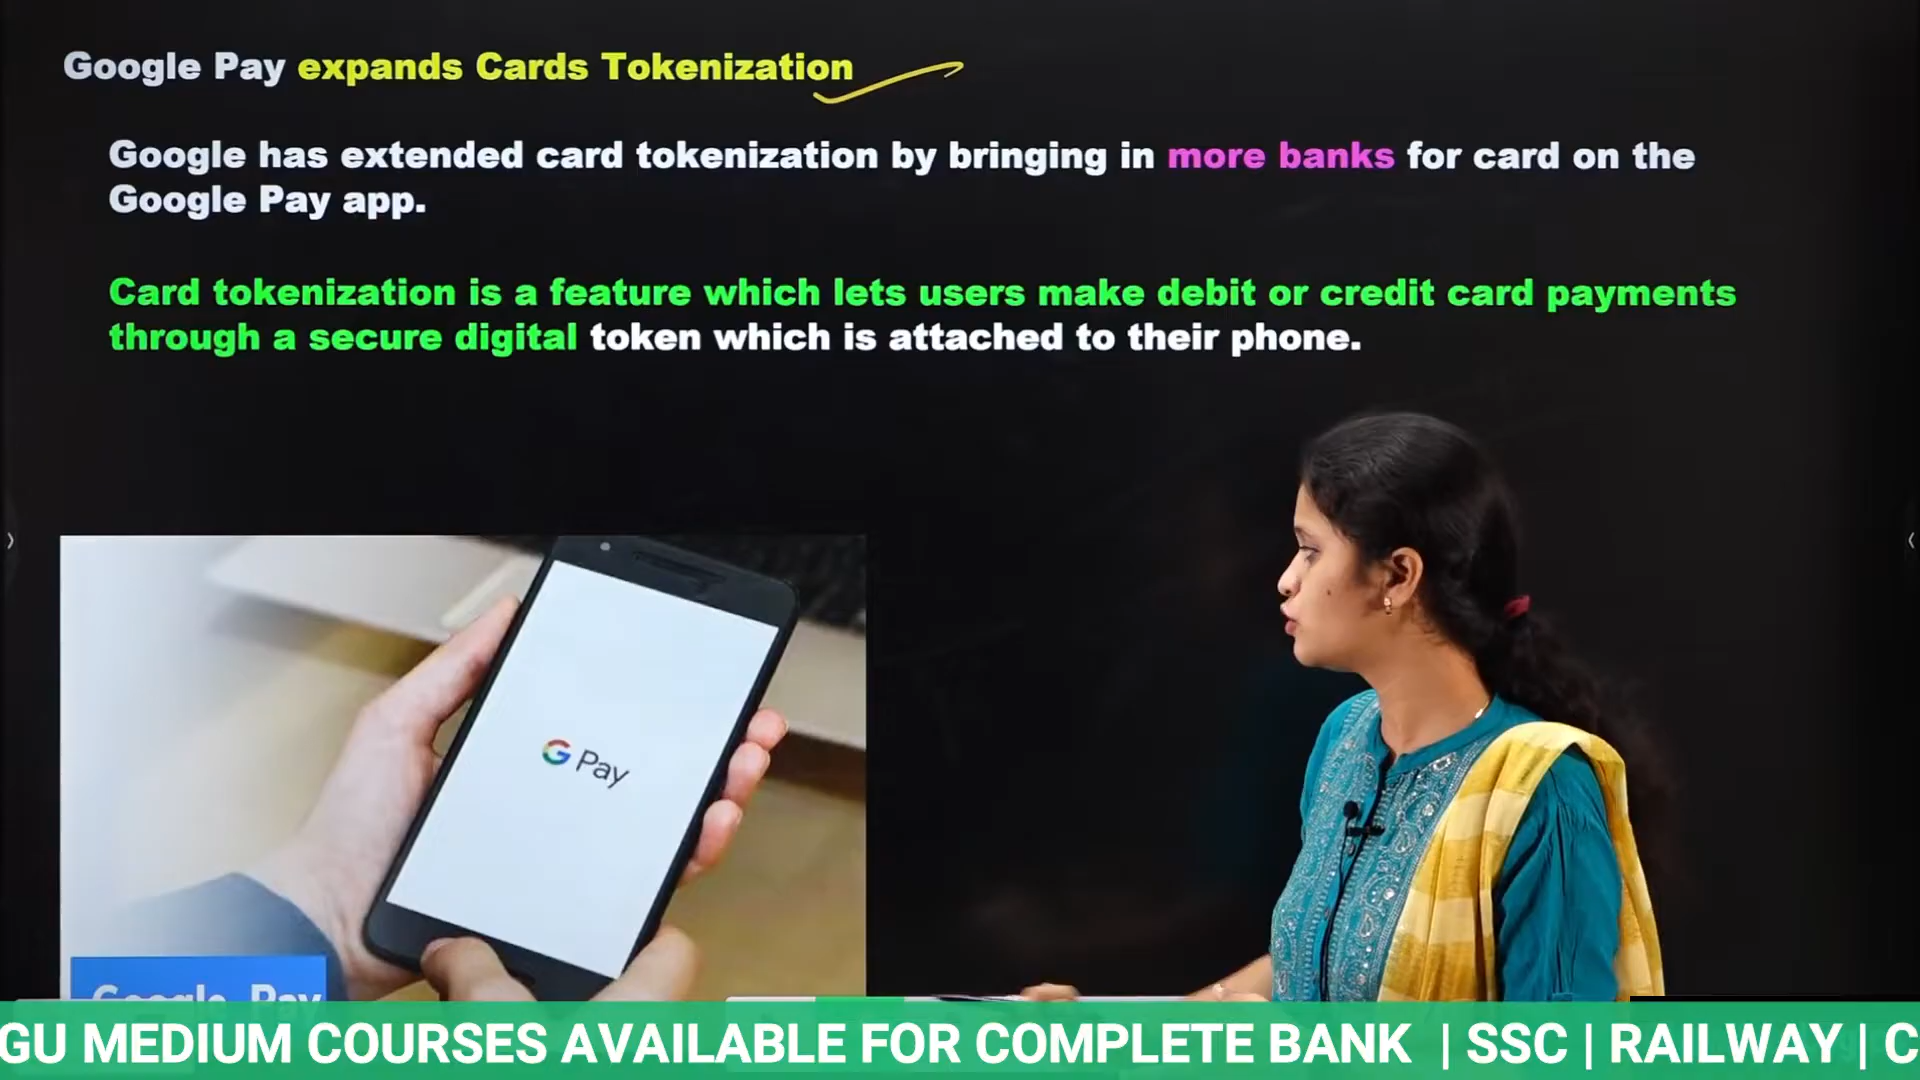 Google Pay expands Cards Tokenization
Google has extended card tokenization by bringing in more banks for card on the
Google Pay app.
Card tokenization is a feature which lets users make debit or credit card payments
through a secure digital token which is attached to their phone.
G Pay
Google Pay
GU MEDIUM COURSES AVAILABLE FOR COMPLETE BANK | SSC | RAILWAY | C